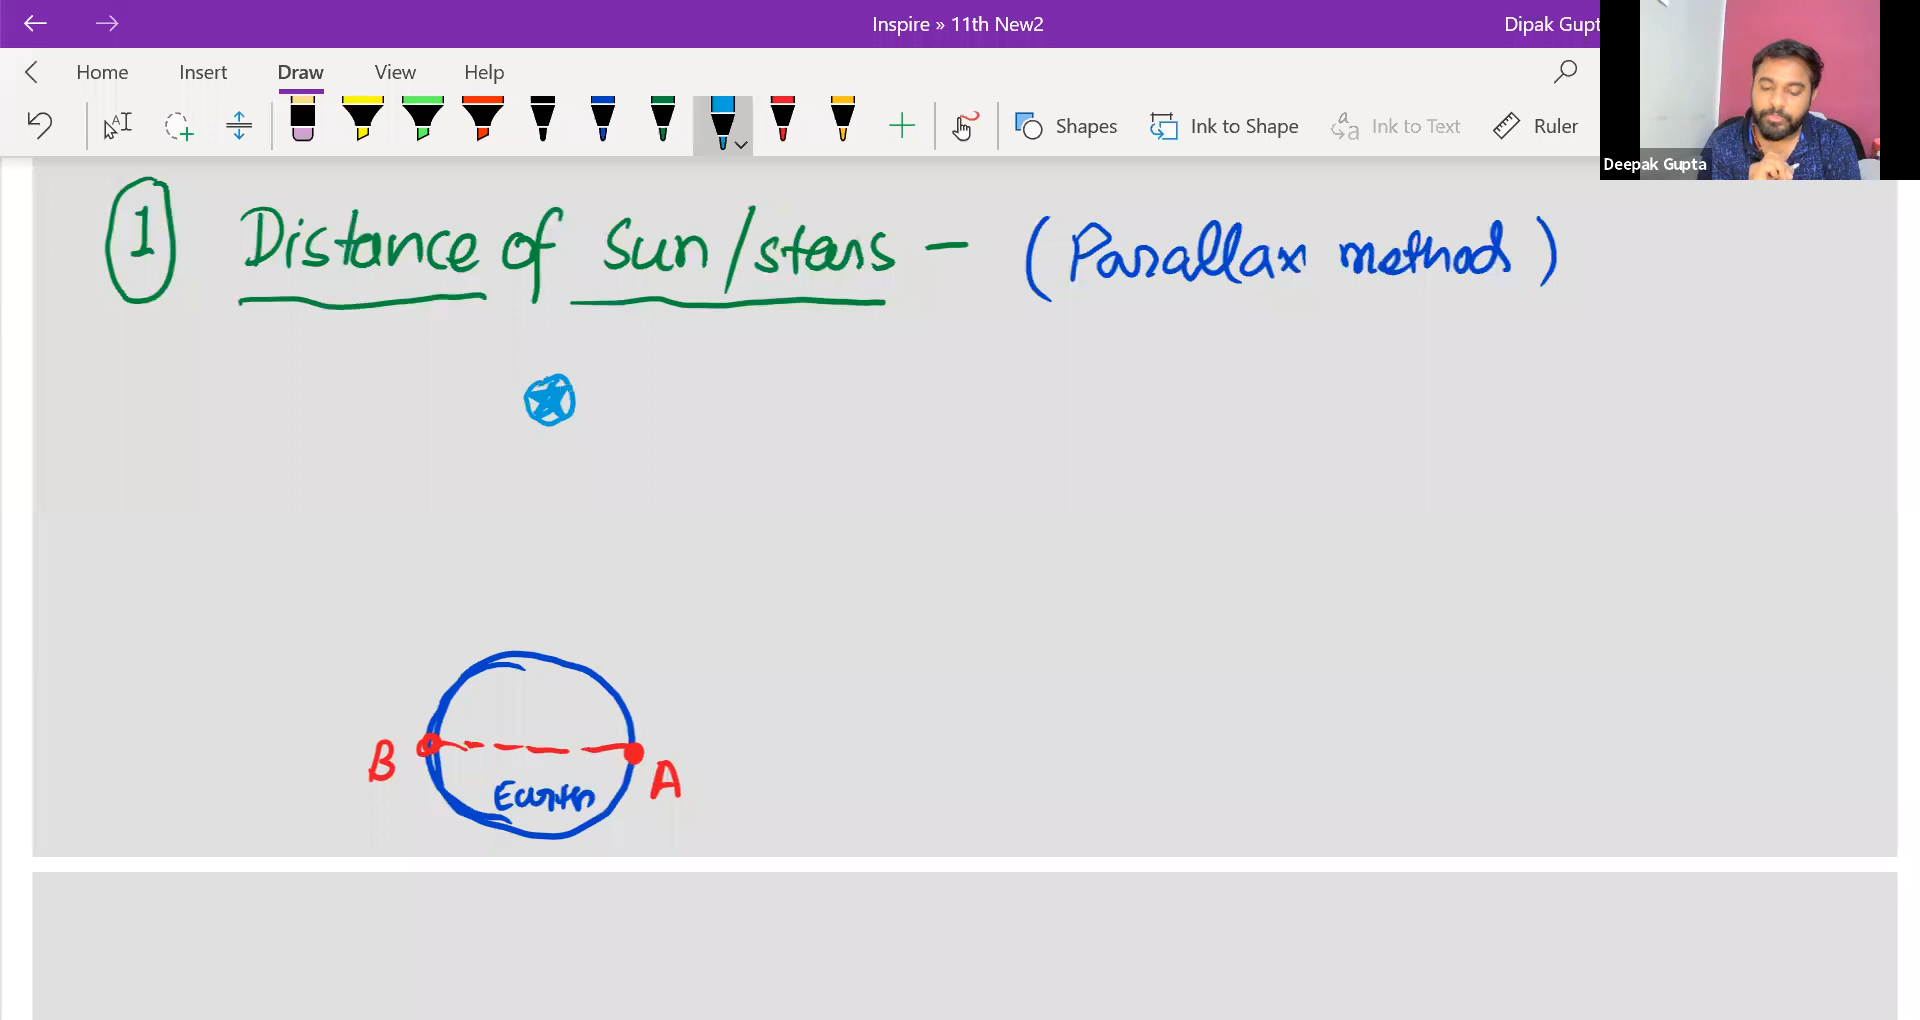 Inspire » 11th New2
Dipak Gupt
Home Insert Draw View Help
Shapes Ink to Shape Ink to Text Ruler
Deepak Gupta
1 Distance of Sun/stars - (Parallax method)
B
A
Earth